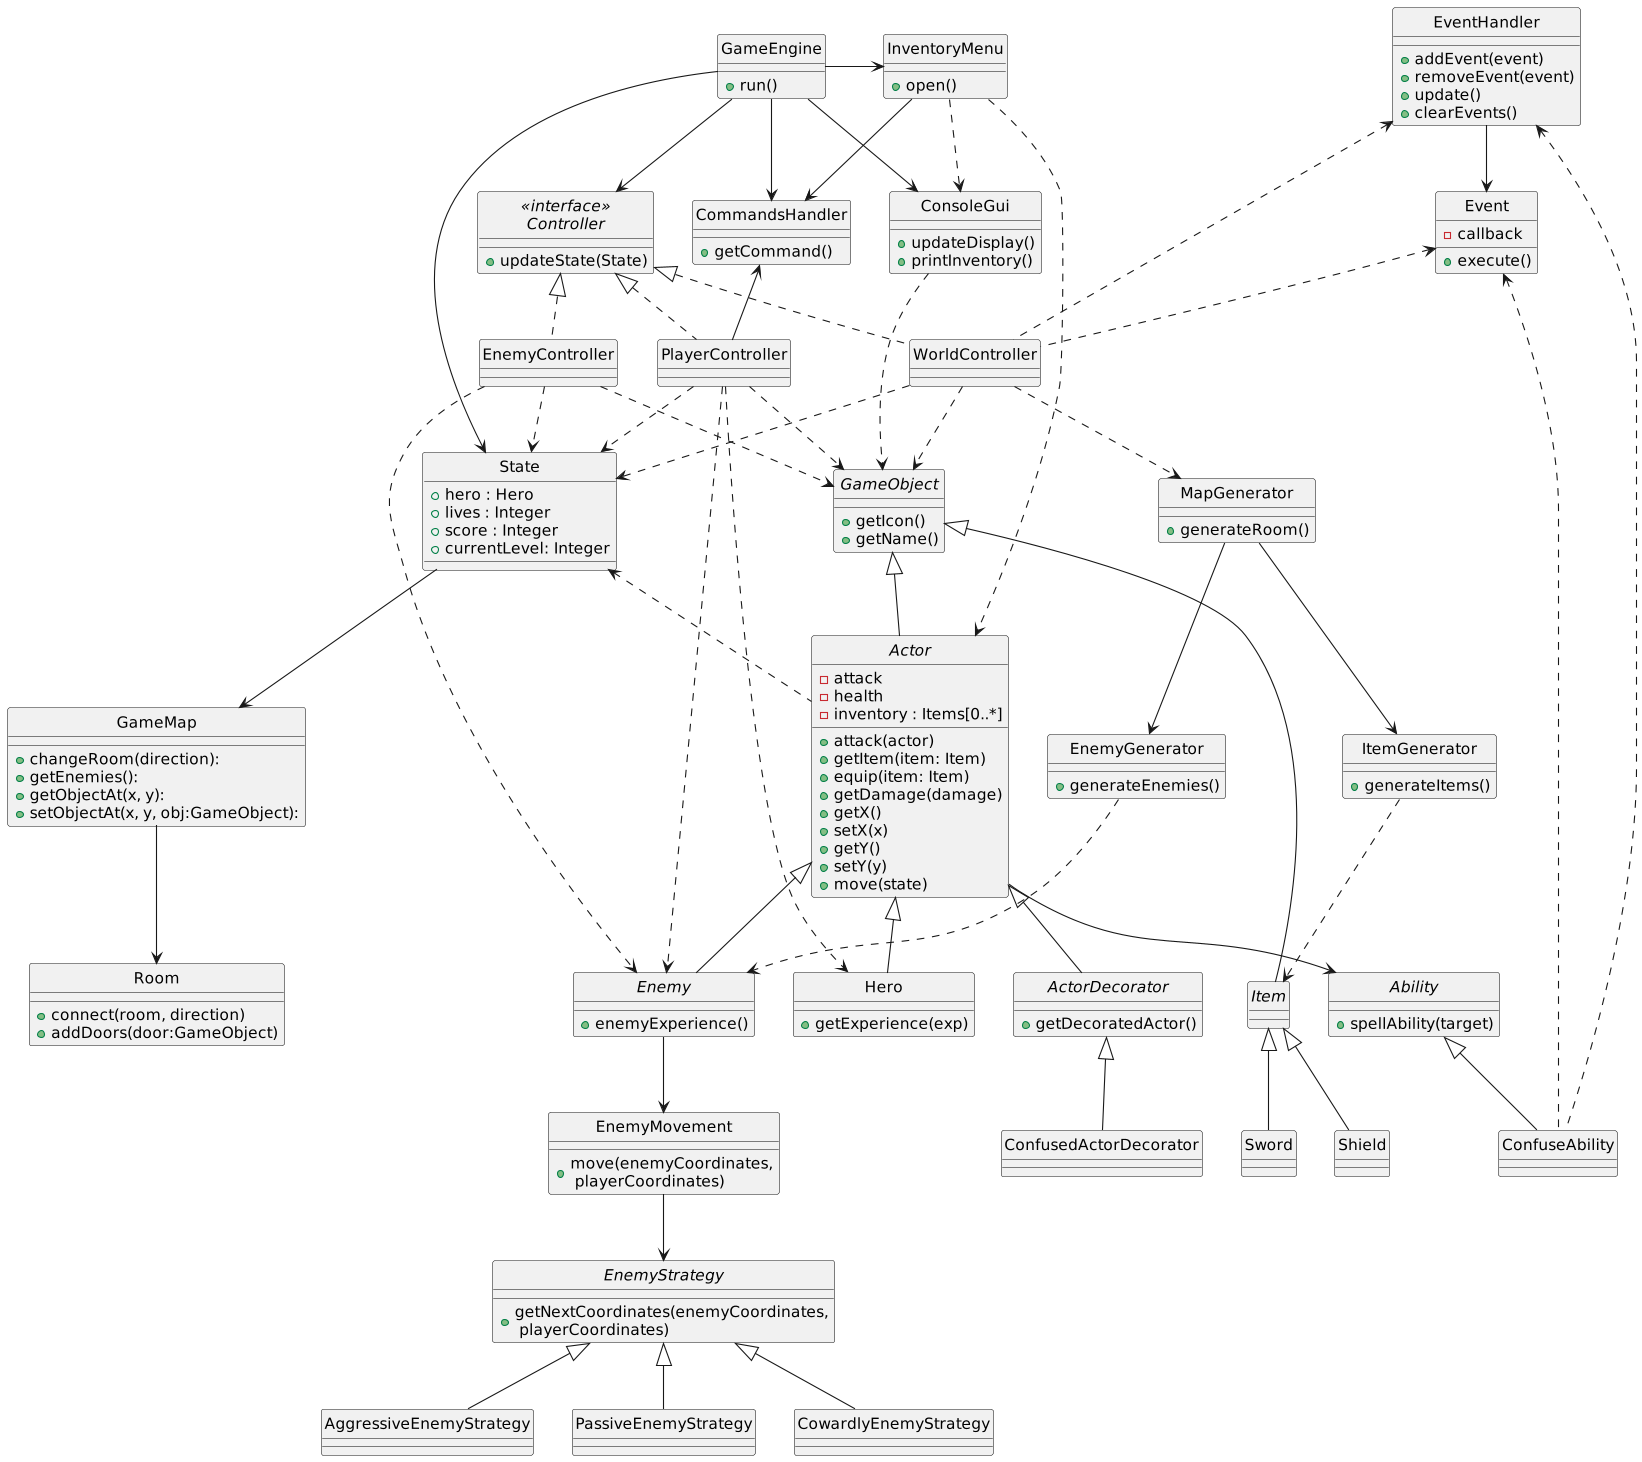 GameEngine
run()
InventoryMenu
open()
EventHandler
addEvent(event)
removeEvent(event)
update()
clearEvents()
«interface»
Controller
updateState(State)
CommandsHandler
getCommand()
ConsoleGui
updateDisplay()
printInventory()
Event
callback
execute()
EnemyController
PlayerController
WorldController
State
hero : Hero
lives : Integer
score : Integer
currentLevel: Integer
GameObject
getIcon()
getName()
MapGenerator
generateRoom()
GameMap
changeRoom(direction):
getEnemies():
getObjectAt(x, y):
setObjectAt(x, y, obj:GameObject):
Actor
attack
health
inventory : Items[0..*]
attack(actor)
getItem(item: Item)
equip(item: Item)
getDamage(damage)
getX()
setX(x)
getY()
setY(y)
move(state)
EnemyGenerator
generateEnemies()
ItemGenerator
generateItems()
Room
connect(room, direction)
addDoors(door:GameObject)
Enemy
enemyExperience()
Hero
getExperience(exp)
ActorDecorator
getDecoratedActor()
Item
Ability
spellAbility(target)
EnemyMovement
move(enemyCoordinates,
playerCoordinates)
ConfusedActorDecorator
Sword
Shield
ConfuseAbility
EnemyStrategy
getNextCoordinates(enemyCoordinates,
playerCoordinates)
AggressiveEnemyStrategy
PassiveEnemyStrategy
CowardlyEnemyStrategy